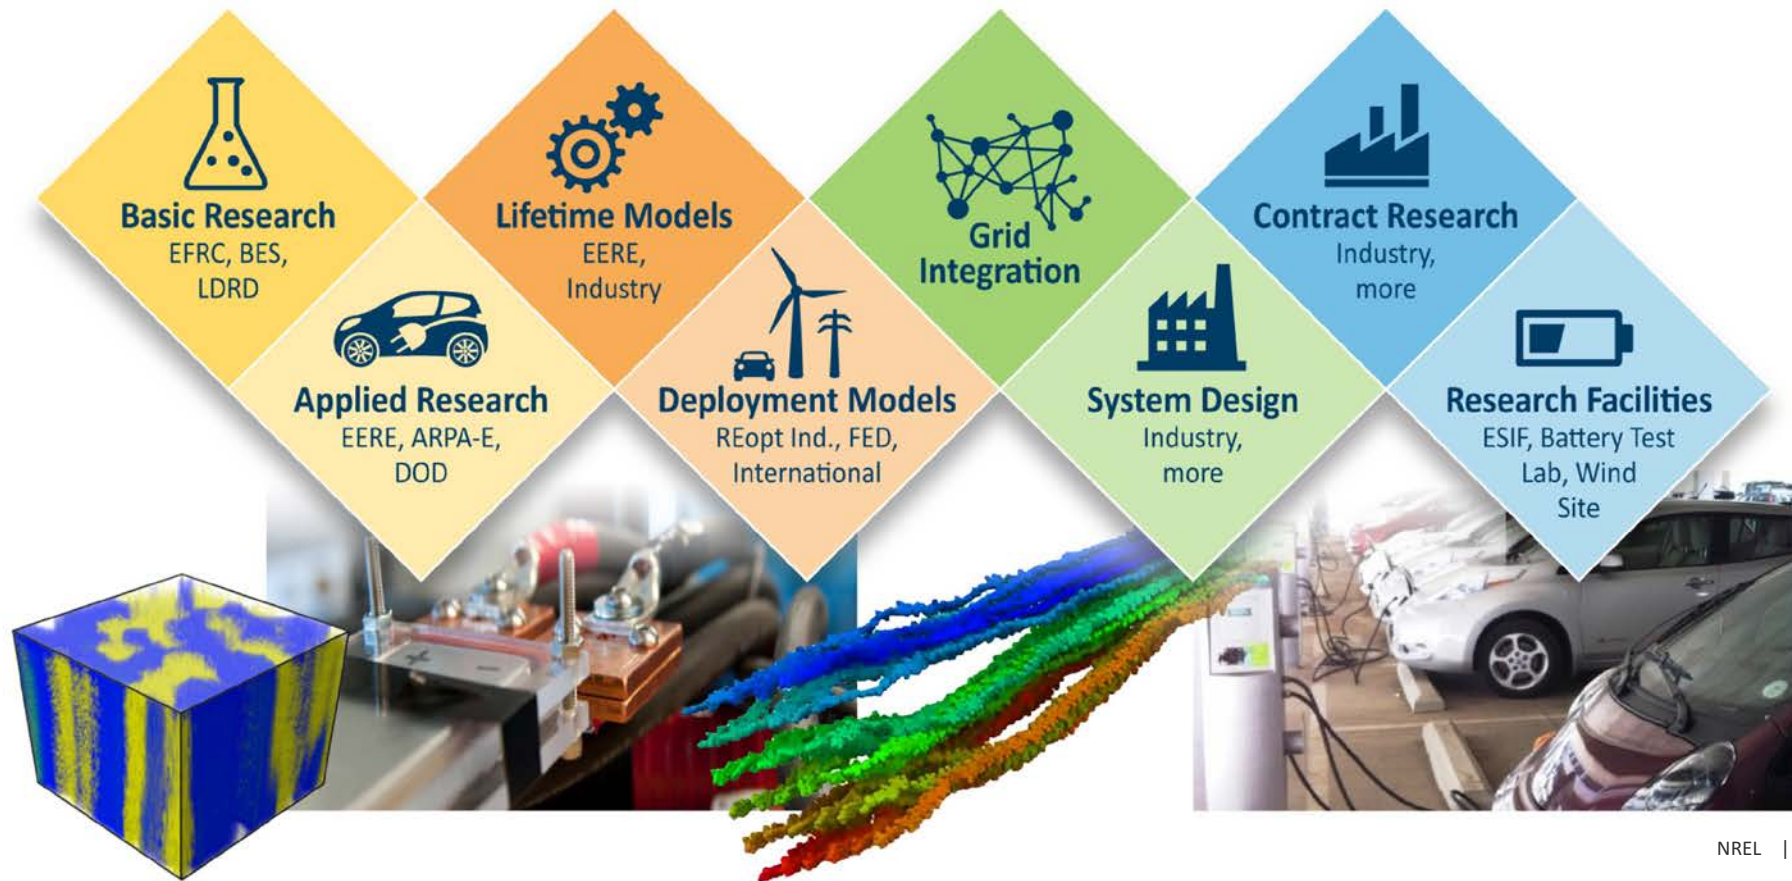 Basic Research
EFRC, BES,
LDRD
Applied Research
EERE, ARPA-E,
DOD
Lifetime Models
EERE,
Industry
Deployment Models
REopt Ind., FED,
International
Grid
Integration
System Design
Industry,
more
Contract Research
Industry,
more
Research Facilities
ESIF, Battery Test
Lab, Wind
Site
+ -
NREL |